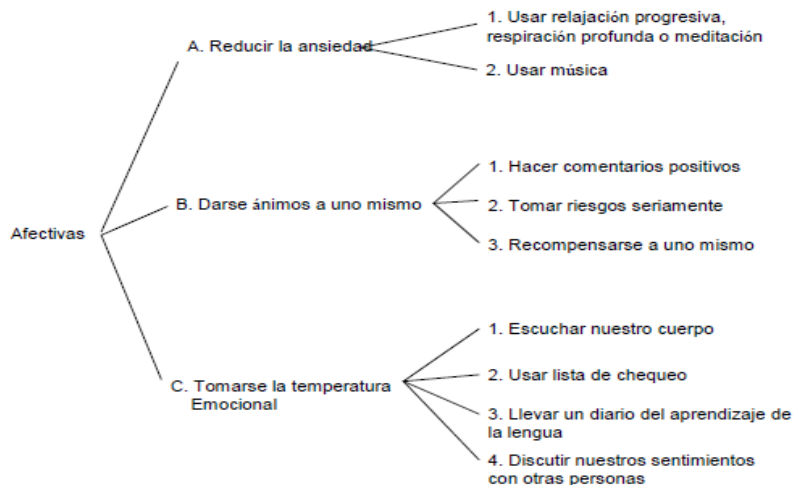 Afectivas
A. Reducir la ansiedad
1. Usar relajación progresiva,
respiración profunda o meditación
2. Usar música
B. Darse ánimos a uno mismo
1. Hacer comentarios positivos
2. Tomar riesgos seriamente
3. Recompensarse a uno mismo
C. Tomarse la temperatura
Emocional
1. Escuchar nuestro cuerpo
2. Usar lista de chequeo
3. Llevar un diario del aprendizaje de
la lengua
4. Discutir nuestros sentimientos
con otras personas